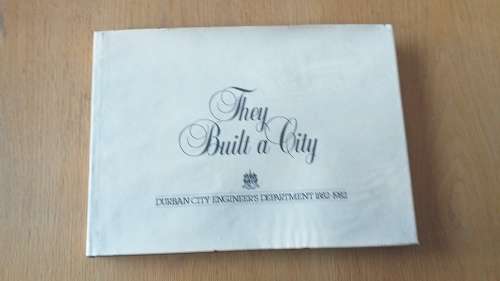 They
Built a City
DURBAN CITY ENGINEER'S DEPARTMENT 1882-1982